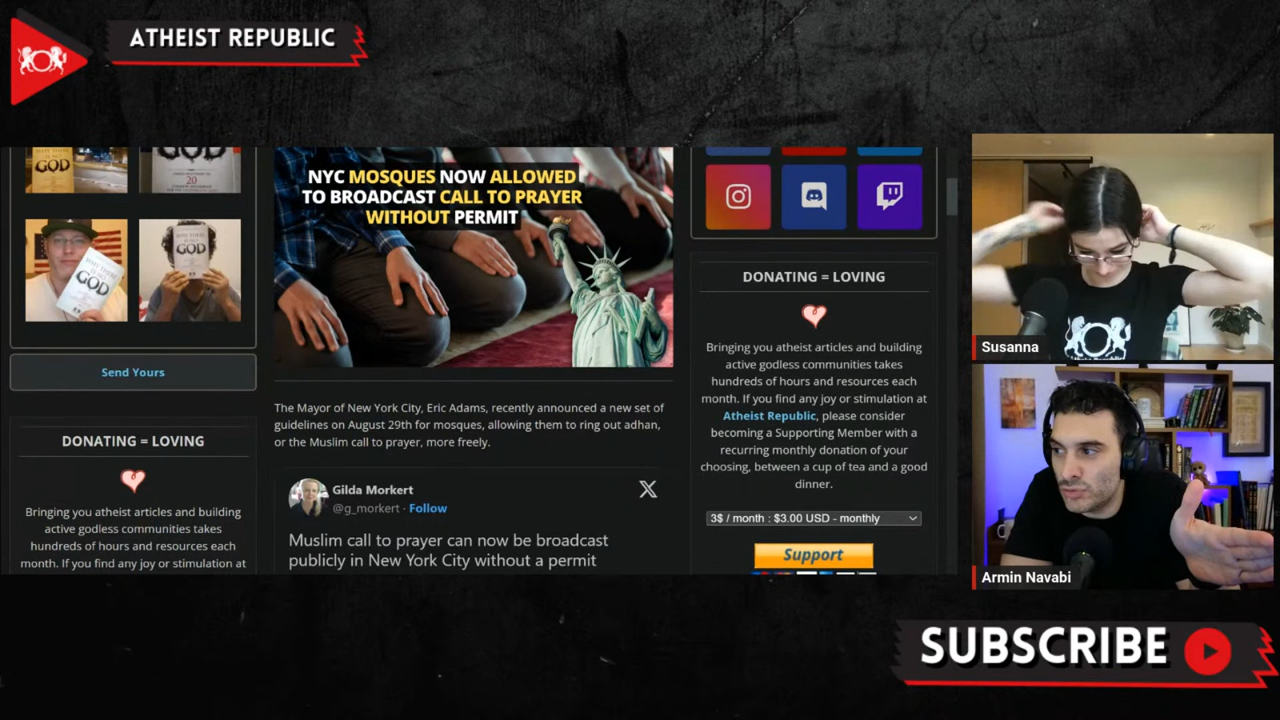 ATHEIST REPUBLIC
GOD
GOD
20
GOD
GOD
Send Yours
DONATING = LOVING
Bringing you atheist articles and building
active godless communities takes
hundreds of hours and resources each
month. If you find any joy or stimulation at
NYC MOSQUES NOW ALLOWED
TO BROADCAST CALL TO PRAYER
WITHOUT PERMIT
The Mayor of New York City, Eric Adams, recently announced a new set of
guidelines on August 29th for mosques, allowing them to ring out adhan,
or the Muslim call to prayer, more freely.
Gilda Morkert
@g_morkert · Follow
Muslim call to prayer can now be broadcast
publicly in New York City without a permit
DONATING = LOVING
Bringing you atheist articles and building
active godless communities takes
hundreds of hours and resources each
month. If you find any joy or stimulation at
Atheist Republic, please consider
becoming a Supporting Member with a
recurring monthly donation of your
choosing, between a cup of tea and a good
dinner.
3$ / month : $3.00 USD - monthly
Support
Susanna
Armin Navabi
SUBSCRIBE